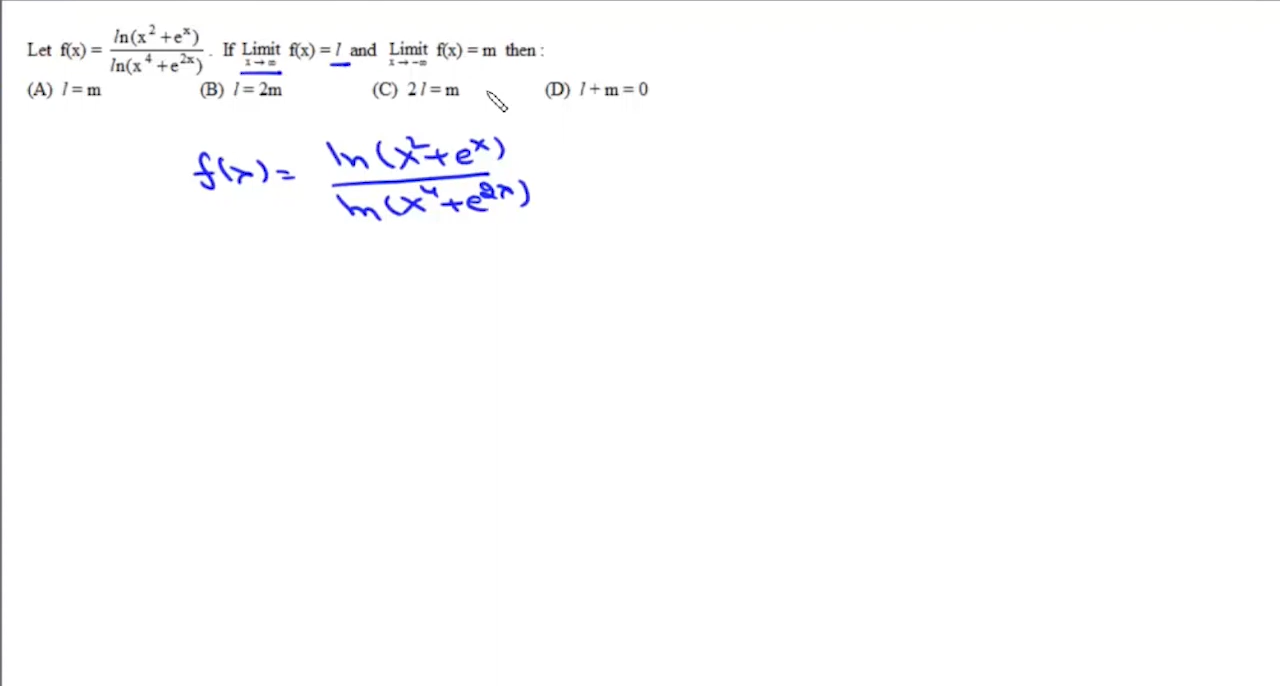 Let f(x) = ln(x² + eˣ) / ln(x⁴ + e²ˣ) . If Limit x→∞ f(x) = l and Limit x→-∞ f(x) = m then :
(A) l = m (B) l = 2m (C) 2l = m (D) l + m = 0
f(x) = ln(x² + eˣ) / ln(x⁴ + e²ˣ)